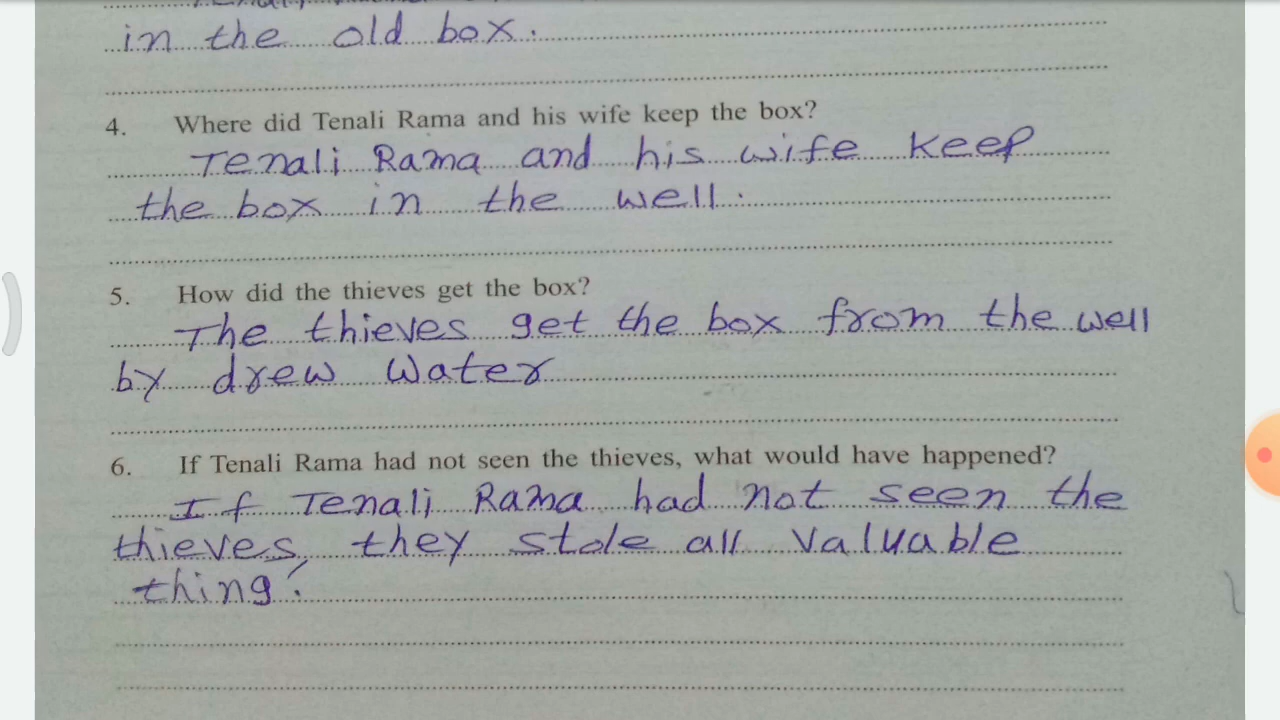 in the old box.
4. Where did Tenali Rama and his wife keep the box?
Tenali Rama and his wife keep
the box in the well.
5. How did the thieves get the box?
The thieves get the box from the well
by drew water
6. If Tenali Rama had not seen the thieves, what would have happened?
If Tenali Rama had not seen the
thieves, they stole all valuable
thing.